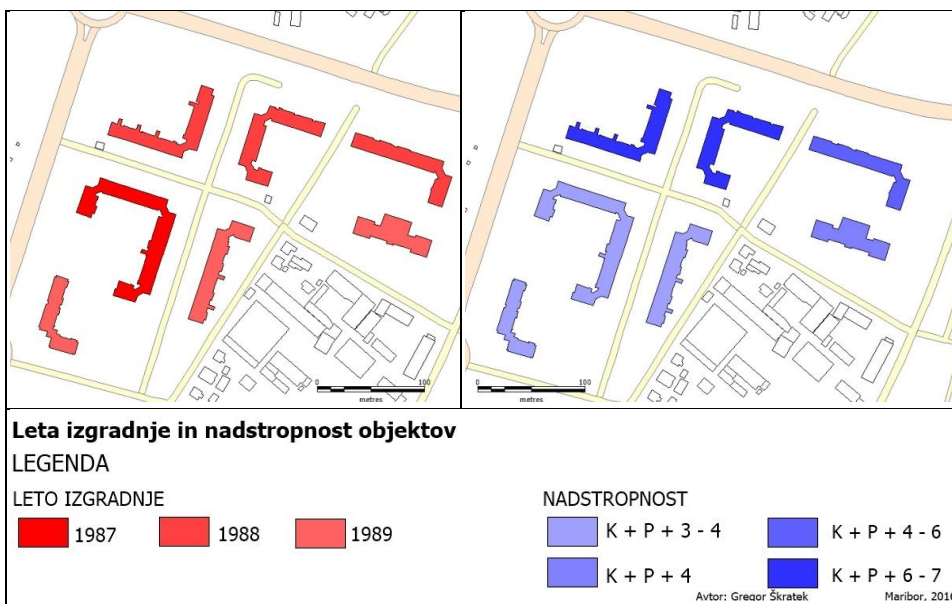 0 100
metres
0 100
metres
Leta izgradnje in nadstropnost objektov
LEGENDA
LETO IZGRADNJE
1987 1988 1989
NADSTROPNOST
K + P + 3 - 4 K + P + 4 - 6
K + P + 4 K + P + 6 - 7
Avtor: Gregor Škratek Maribor, 2016